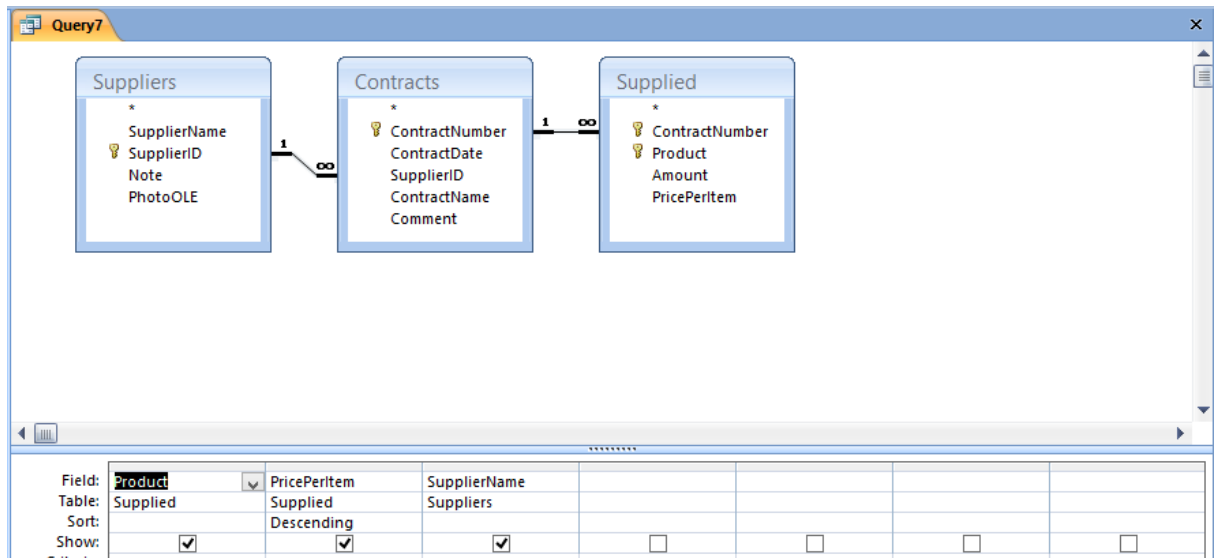 Query7
Suppliers
*
SupplierName
SupplierID
Note
PhotoOLE
1
∞
Contracts
*
ContractNumber
ContractDate
SupplierID
ContractName
Comment
1
∞
Supplied
*
ContractNumber
Product
Amount
PricePerItem
Field: Product PricePerItem SupplierName
Table: Supplied Supplied Suppliers
Sort: Descending
Show: